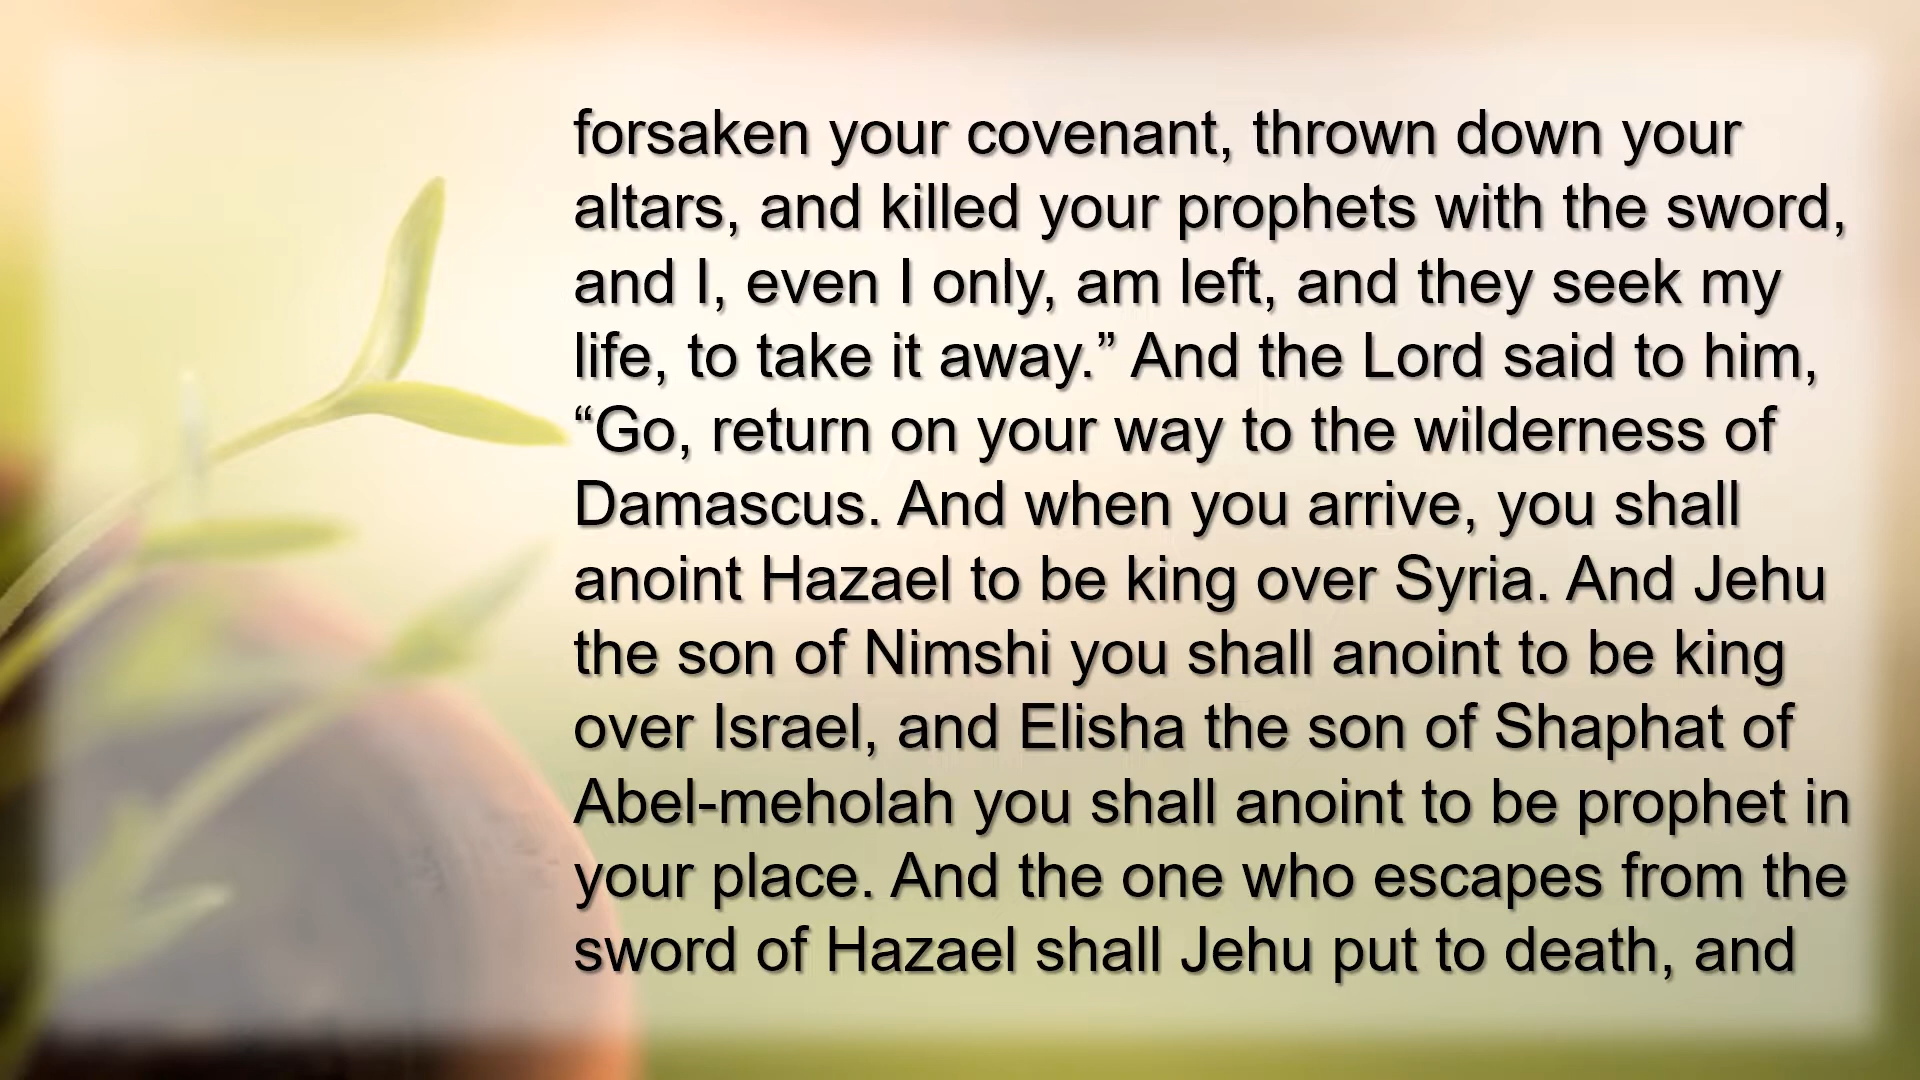 forsaken your covenant, thrown down your
altars, and killed your prophets with the sword,
and I, even I only, am left, and they seek my
life, to take it away.” And the Lord said to him,
“Go, return on your way to the wilderness of
Damascus. And when you arrive, you shall
anoint Hazael to be king over Syria. And Jehu
the son of Nimshi you shall anoint to be king
over Israel, and Elisha the son of Shaphat of
Abel-meholah you shall anoint to be prophet in
your place. And the one who escapes from the
sword of Hazael shall Jehu put to death, and